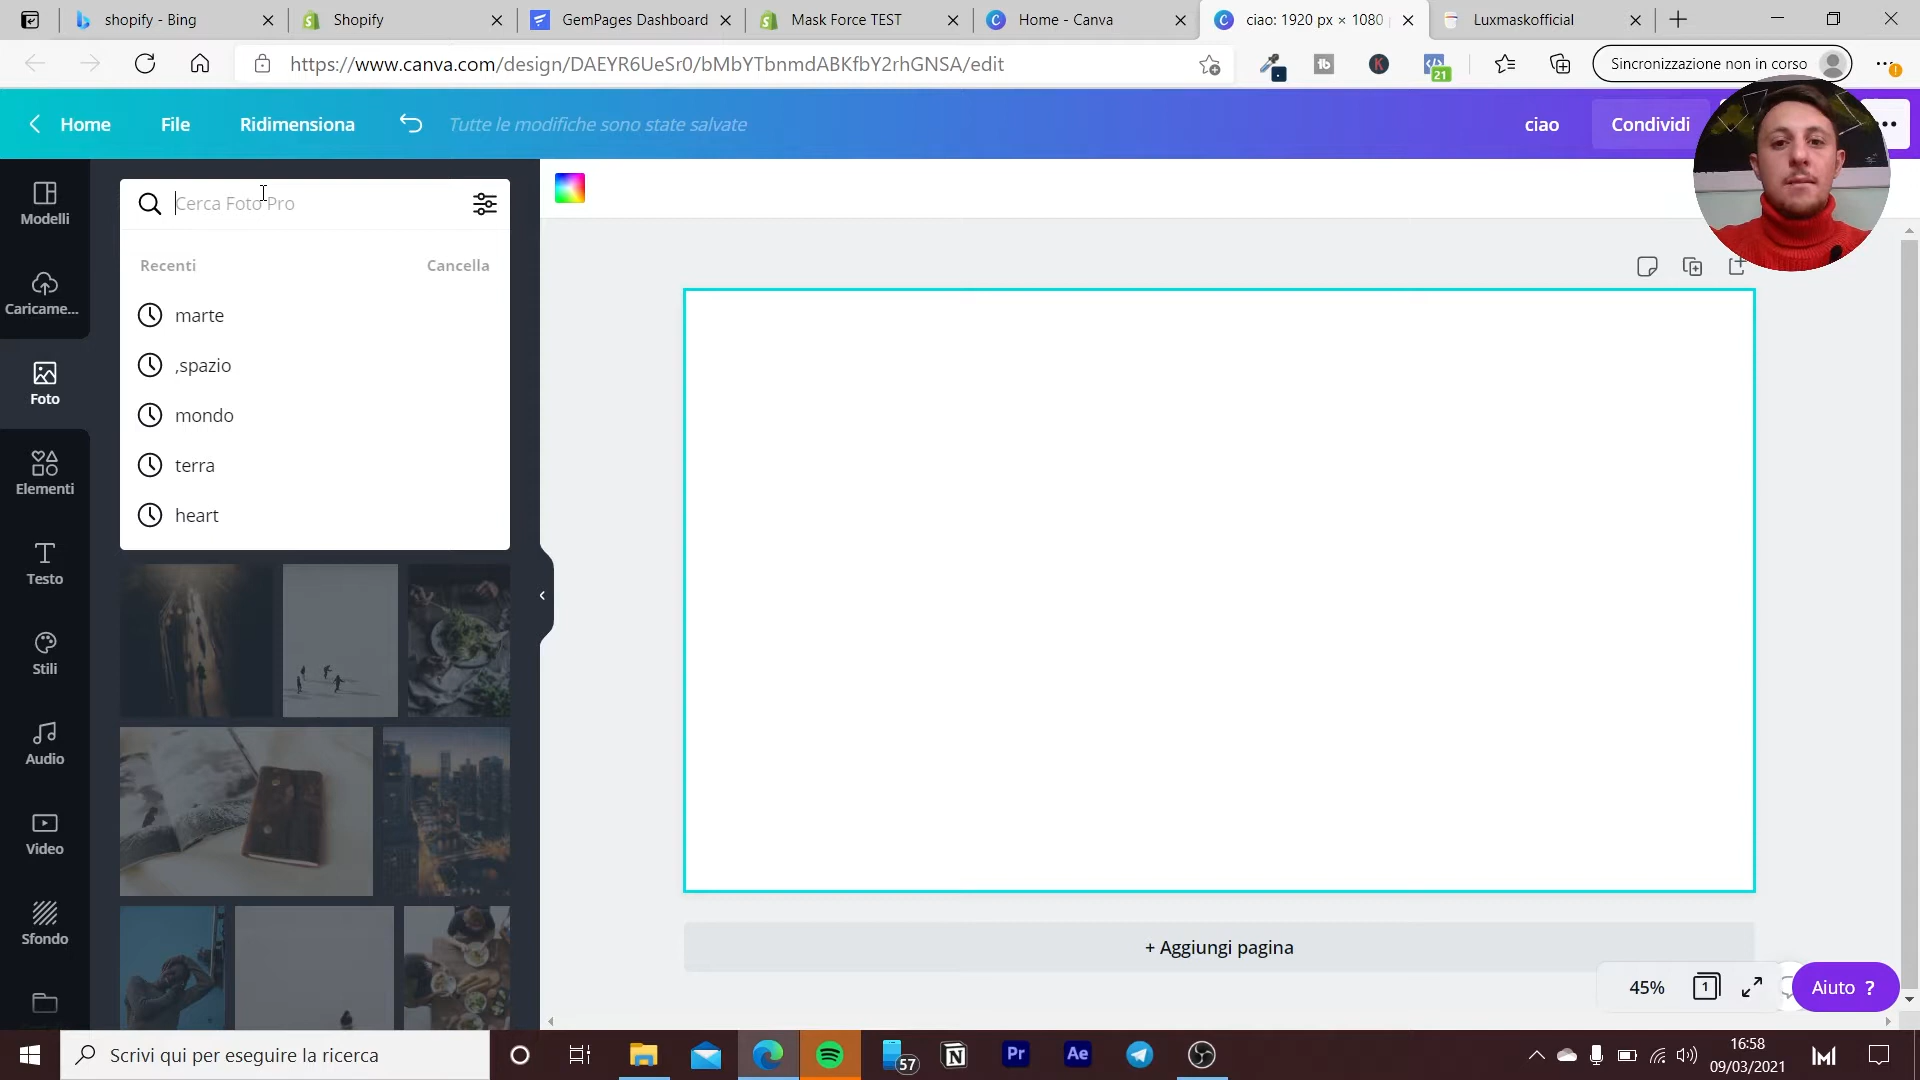 shopify - Bing
Shopify
GemPages Dashboard
Mask Force TEST
Home - Canva
ciao: 1920 px × 1080
Luxmaskofficial
https://www.canva.com/design/DAEYR6UeSr0/bMbYTbnmdABKfbY2rhGNSA/edit
21
Sincronizzazione non in corso
Home
File
Ridimensiona
Tutte le modifiche sono state salvate
ciao
Condividi
Modelli
Caricame...
Foto
Elementi
Testo
Stili
Audio
Video
Sfondo
Cerca Foto Pro
Recenti
Cancella
marte
,spazio
mondo
terra
heart
+ Aggiungi pagina
45%
1
Aiuto ?
Scrivi qui per eseguire la ricerca
57
Pr
Ae
16:58
09/03/2021